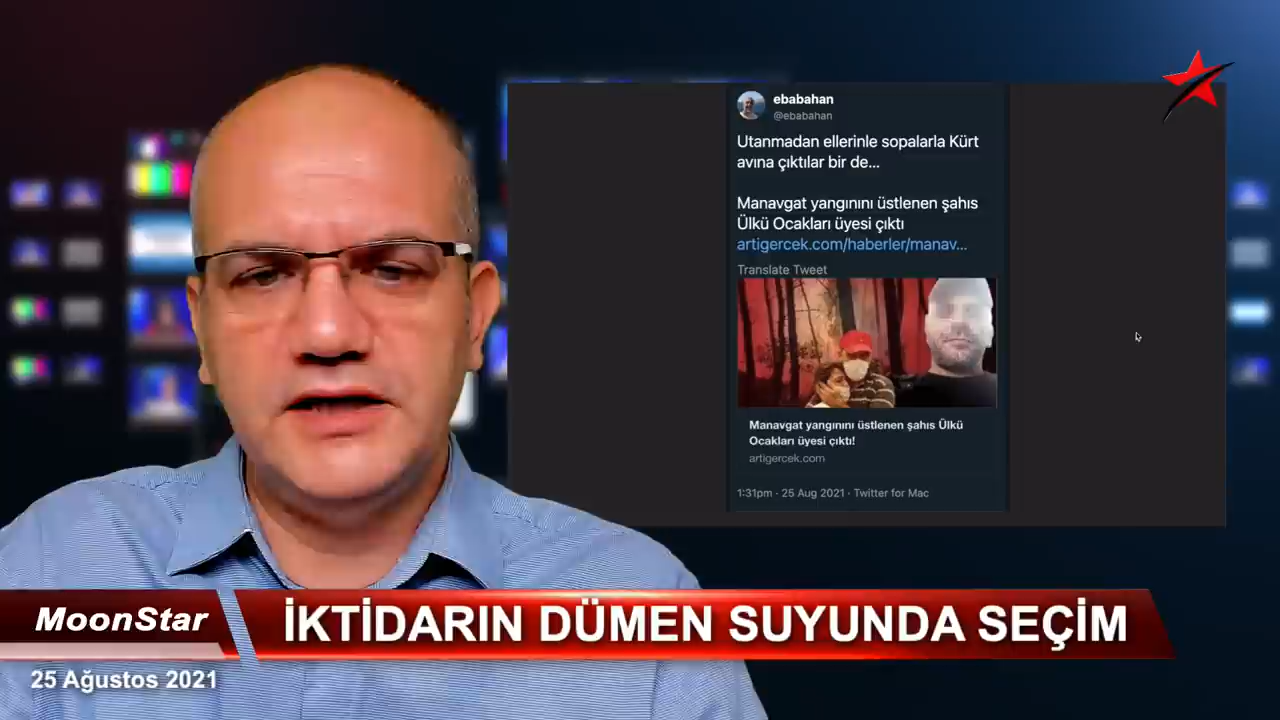 ebabahan
@ebabahan
Utanmadan ellerinle sopalarla Kürt
avına çıktılar bir de...
Manavgat yangınını üstlenen şahıs
Ülkü Ocakları üyesi çıktı
artigercek.com/haberler/manav...
Translate Tweet
Manavgat yangınını üstlenen şahıs Ülkü
Ocakları üyesi çıktı!
artigercek.com
1:31pm · 25 Aug 2021 · Twitter for Mac
MoonStar
İKTİDARIN DÜMEN SUYUNDA SEÇİM
25 Ağustos 2021